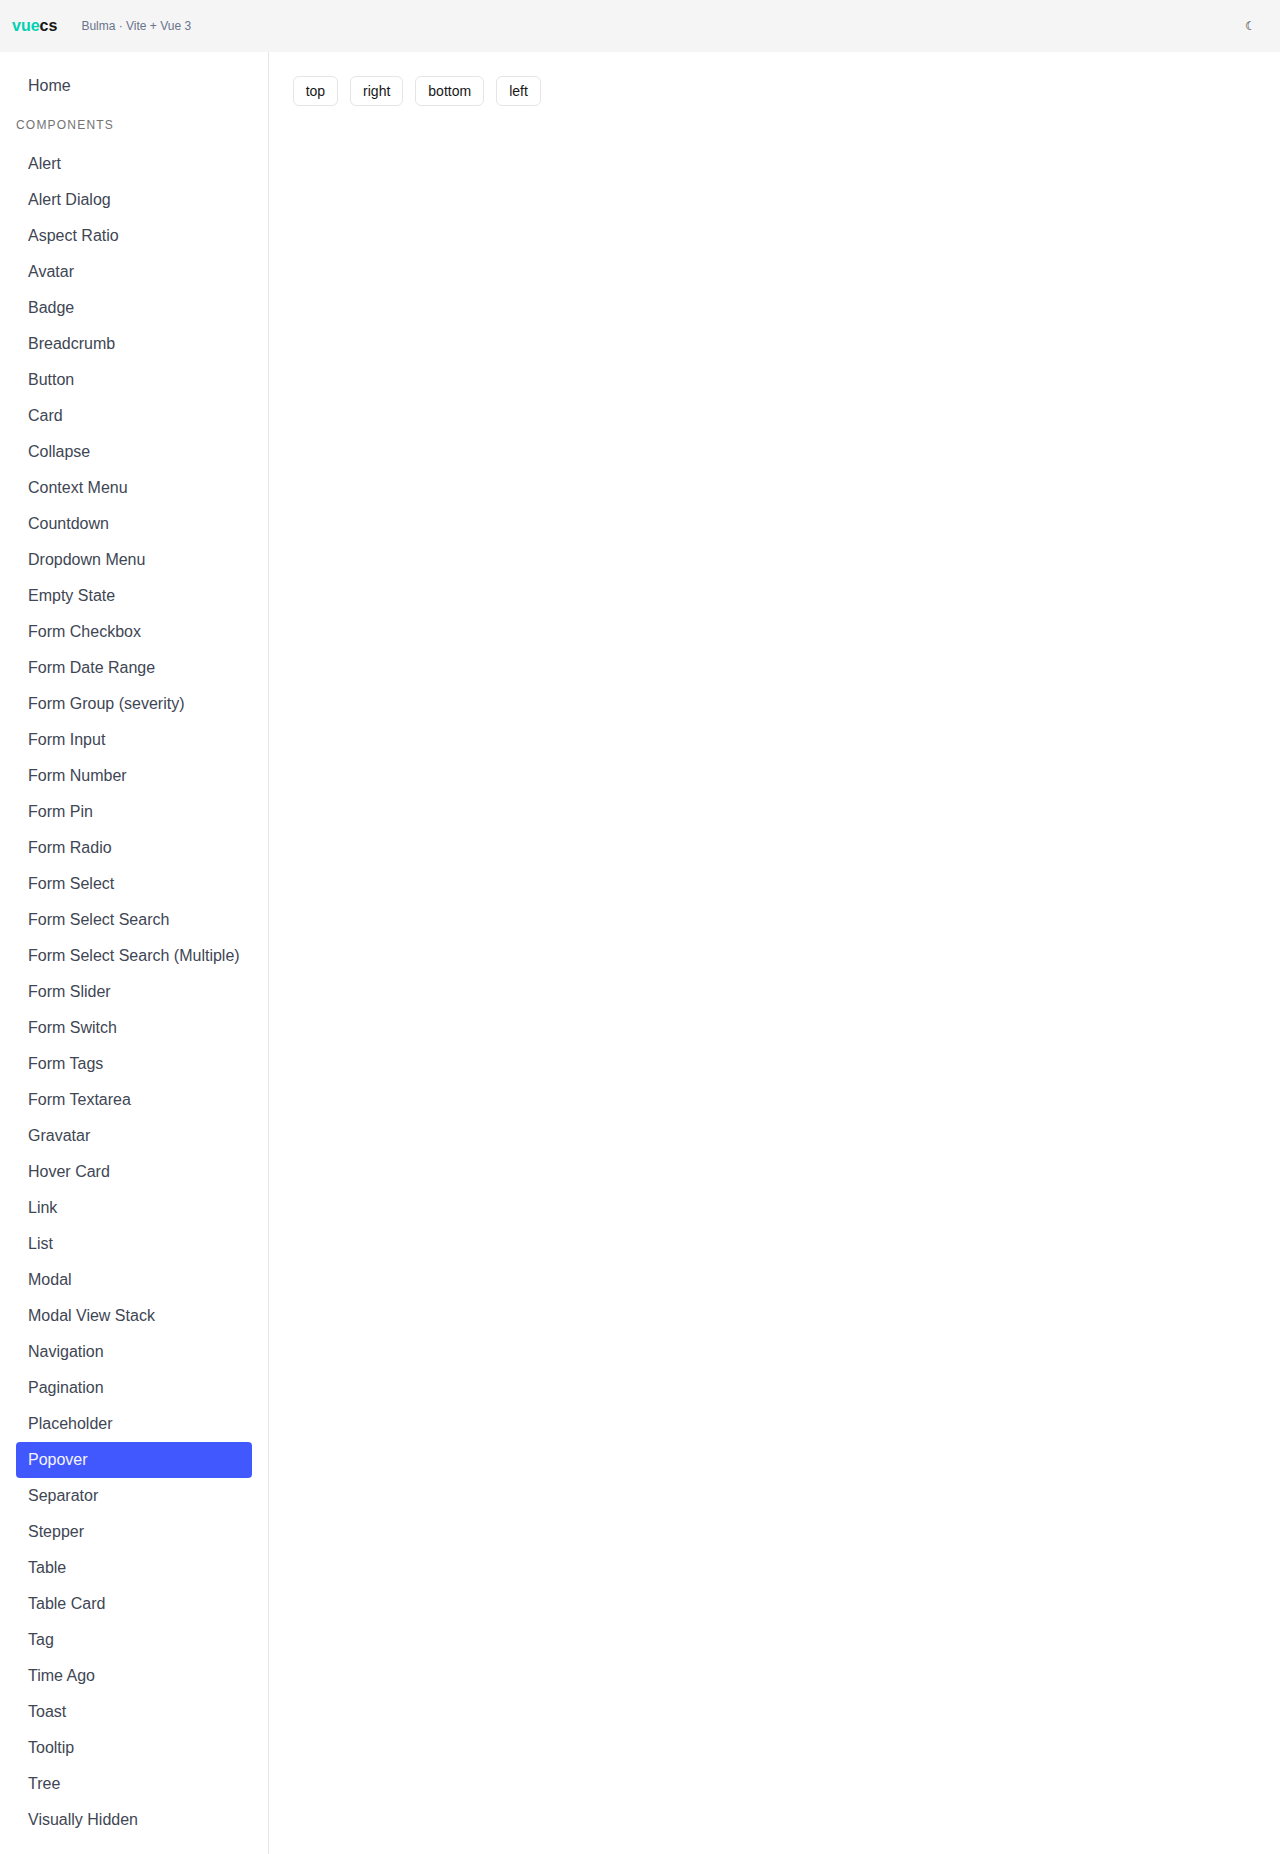 vuecs Bulma · Vite + Vue 3
Home
COMPONENTS
Alert
Alert Dialog
Aspect Ratio
Avatar
Badge
Breadcrumb
Button
Card
Collapse
Context Menu
Countdown
Dropdown Menu
Empty State
Form Checkbox
Form Date Range
Form Group (severity)
Form Input
Form Number
Form Pin
Form Radio
Form Select
Form Select Search
Form Select Search (Multiple)
Form Slider
Form Switch
Form Tags
Form Textarea
Gravatar
Hover Card
Link
List
Modal
Modal View Stack
Navigation
Pagination
Placeholder
Popover
Separator
Stepper
Table
Table Card
Tag
Time Ago
Toast
Tooltip
Tree
Visually Hidden
top right bottom left